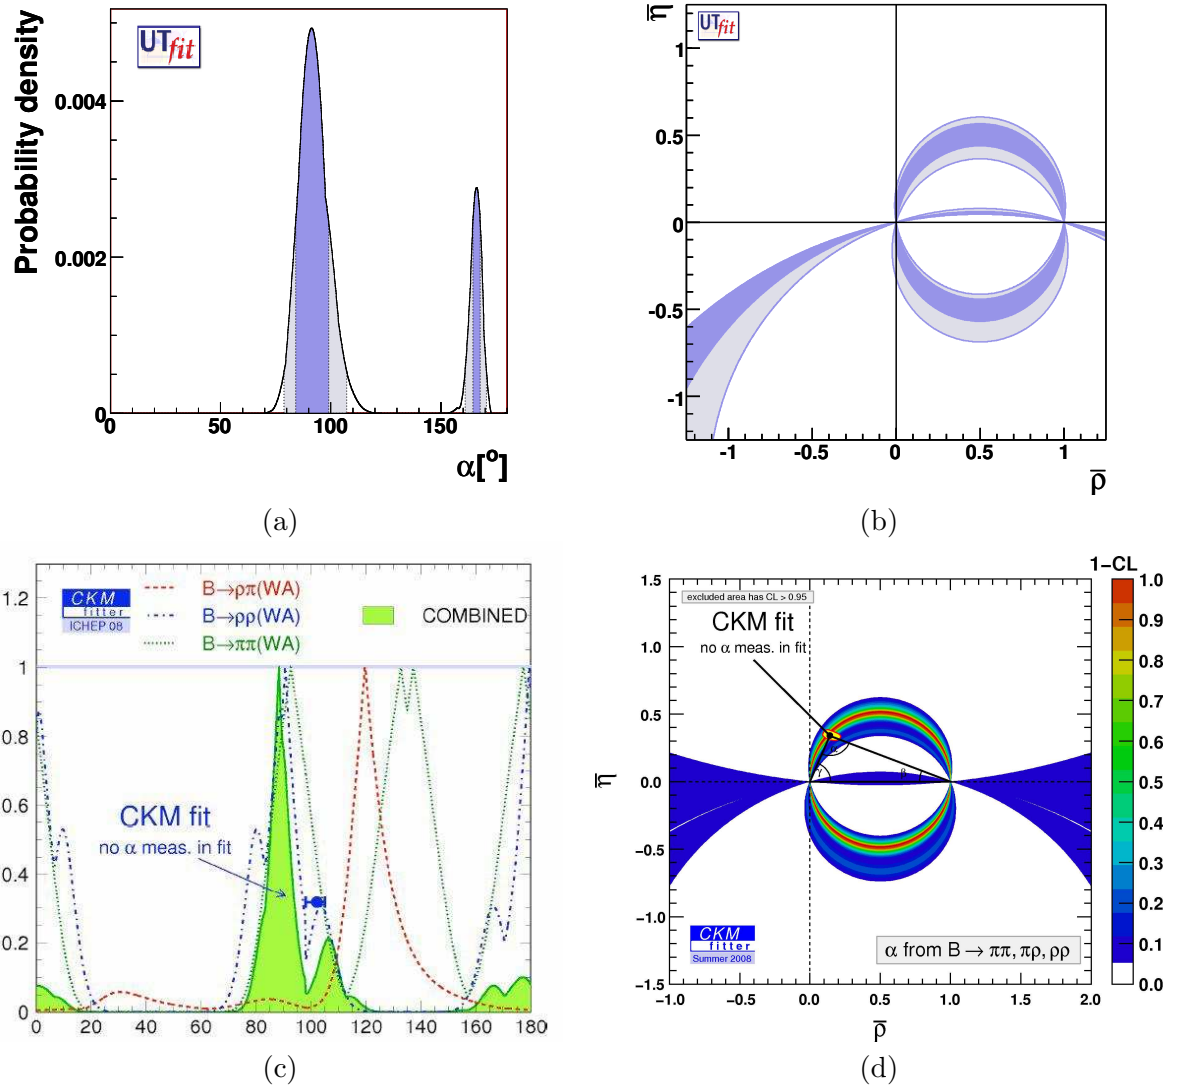 UTfit
Probability density
0.004
0.002
0
0 50 100 150
α[º]
(a)
UTfit
η̅
1
0.5
0
-0.5
-1
-1 -0.5 0 0.5 1
ρ̅
(b)
CKM
fitter
ICHEP 08
B→ρπ(WA)
B→ρρ(WA)
B→ππ(WA)
COMBINED
CKM fit
no α meas. in fit
1.2
1
0.8
0.6
0.4
0.2
0
0 20 40 60 80 100 120 140 160 180
(c)
excluded area has CL > 0.95
CKM fit
no α meas. in fit
α
γ
β
1.5
1.0
0.5
0.0
−0.5
−1.0
−1.5
η̅
−1.0 −0.5 0.0 0.5 1.0 1.5 2.0
ρ̅
CKM
fitter
Summer 2008
α from B → ππ, πρ, ρρ
1−CL
1.0
0.9
0.8
0.7
0.6
0.5
0.4
0.3
0.2
0.1
0.0
(d)